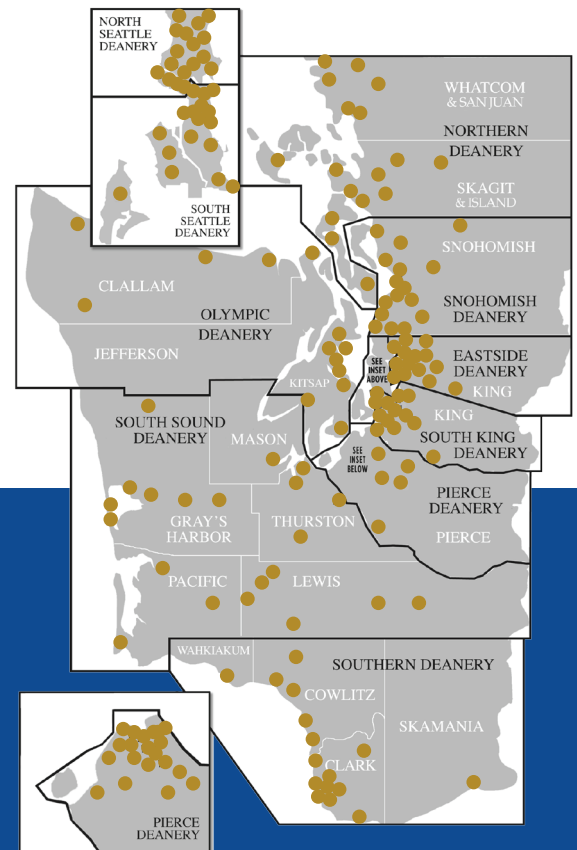 NORTH
SEATTLE
DEANERY
SOUTH
SEATTLE
DEANERY
WHATCOM
& SAN JUAN
NORTHERN
DEANERY
SKAGIT
& ISLAND
SNOHOMISH
SNOHOMISH
DEANERY
CLALLAM
OLYMPIC
DEANERY
JEFFERSON
EASTSIDE
DEANERY
KING
SEE
INSET
ABOVE
KITSAP
KING
SOUTH KING
DEANERY
SOUTH SOUND
DEANERY
MASON
SEE
INSET
BELOW
PIERCE
DEANERY
PIERCE
GRAY'S
HARBOR
THURSTON
PACIFIC
LEWIS
WAHKIAKUM
SOUTHERN DEANERY
COWLITZ
SKAMANIA
CLARK
PIERCE
DEANERY